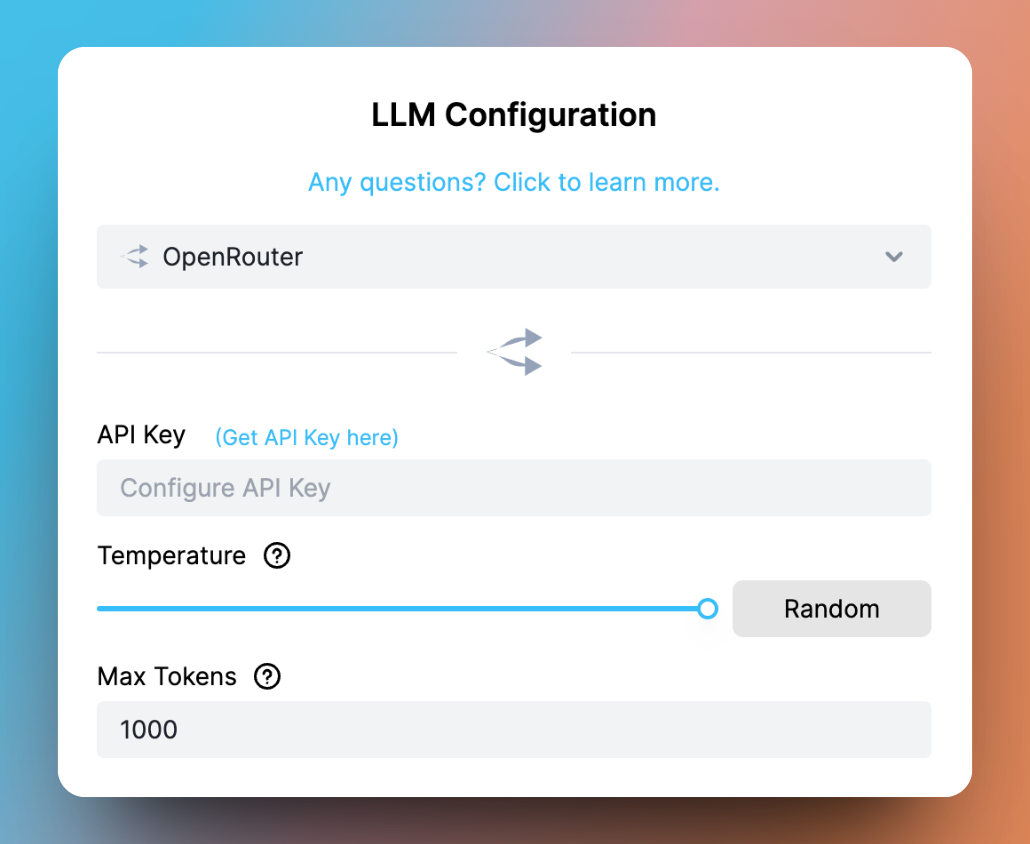 LLM Configuration
Any questions? Click to learn more.
OpenRouter
API Key (Get API Key here)
Configure API Key
Temperature ?
Random
Max Tokens ?
1000